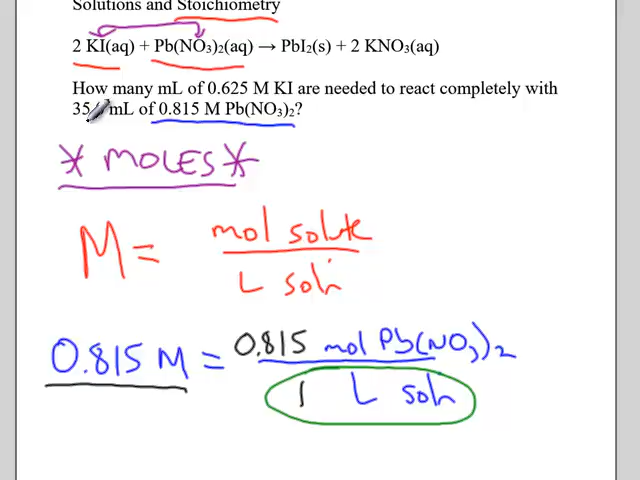 Solutions and Stoichiometry
2 KI(aq) + Pb(NO3)2(aq) → PbI2(s) + 2 KNO3(aq)
How many mL of 0.625 M KI are needed to react completely with
mL of 0.815 M Pb(NO3)2?
* MOLES *
M = mol solute
L soln
0.815 M = 0.815 mol Pb(NO3)2
1 L soln